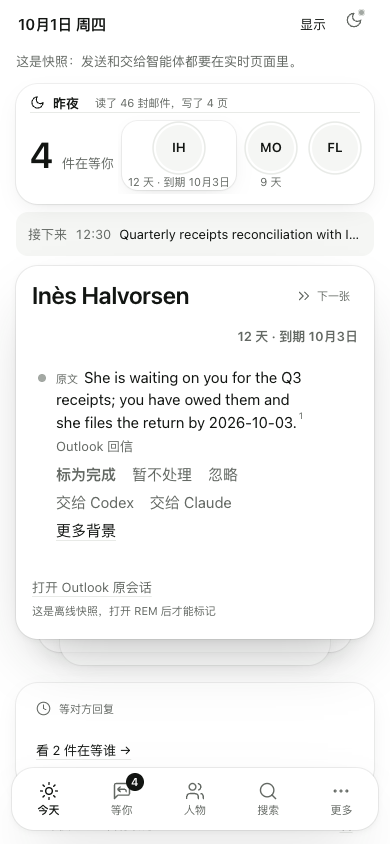 10月1日 周四
显示
这是快照：发送和交给智能体都要在实时页面里。
昨夜 读了 46 封邮件，写了 4 页
4 件在等你
IH
MO
FL
12 天 · 到期 10月3日
9 天
接下来 12:30 Quarterly receipts reconciliation with I...
Inès Halvorsen
下一张
12 天 · 到期 10月3日
原文 She is waiting on you for the Q3
receipts; you have owed them and
she files the return by 2026-10-03. 1
Outlook 回信
标为完成 暂不处理 忽略
交给 Codex 交给 Claude
更多背景
打开 Outlook 原会话
这是离线快照，打开 REM 后才能标记
等对方回复
看 2 件在等谁 →
4
今天
等你
人物
搜索
更多